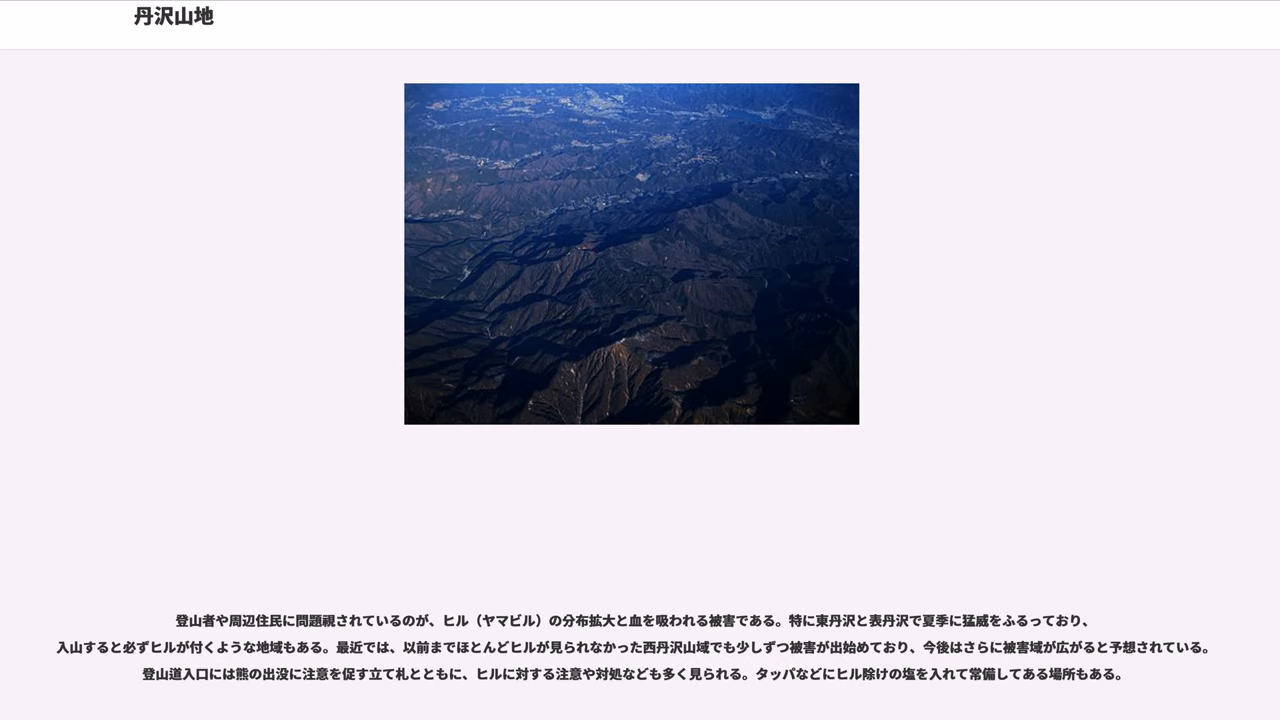 丹沢山地
登山者や周辺住民に問題視されているのが、ヒル（ヤマビル）の分布拡大と血を吸われる被害である。特に東丹沢と表丹沢で夏季に猛威をふるっており、
入山すると必ずヒルが付くような地域もある。最近では、以前までほとんどヒルが見られなかった西丹沢山域でも少しずつ被害が出始めており、今後はさらに被害域が広がると予想されている。
登山道入口には熊の出没に注意を促す立て札とともに、ヒルに対する注意や対処なども多く見られる。タッパなどにヒル除けの塩を入れて常備してある場所もある。